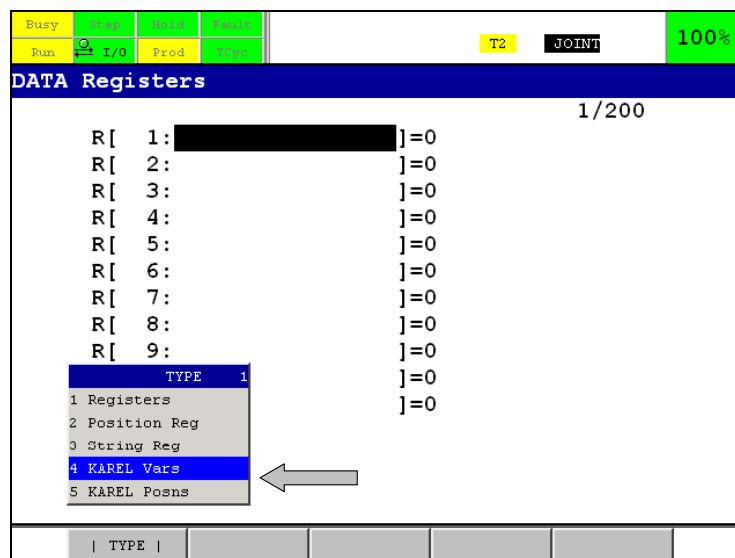 Busy Step Hold Fault
Run I/O Prod TCyc T2 JOINT 100%
DATA Registers
1/200
R[ 1: ]=0
R[ 2: ]=0
R[ 3: ]=0
R[ 4: ]=0
R[ 5: ]=0
R[ 6: ]=0
R[ 7: ]=0
R[ 8: ]=0
R[ 9: ]=0
TYPE 1 ]=0
1 Registers ]=0
2 Position Reg
3 String Reg
4 KAREL Vars
5 KAREL Posns
| TYPE |